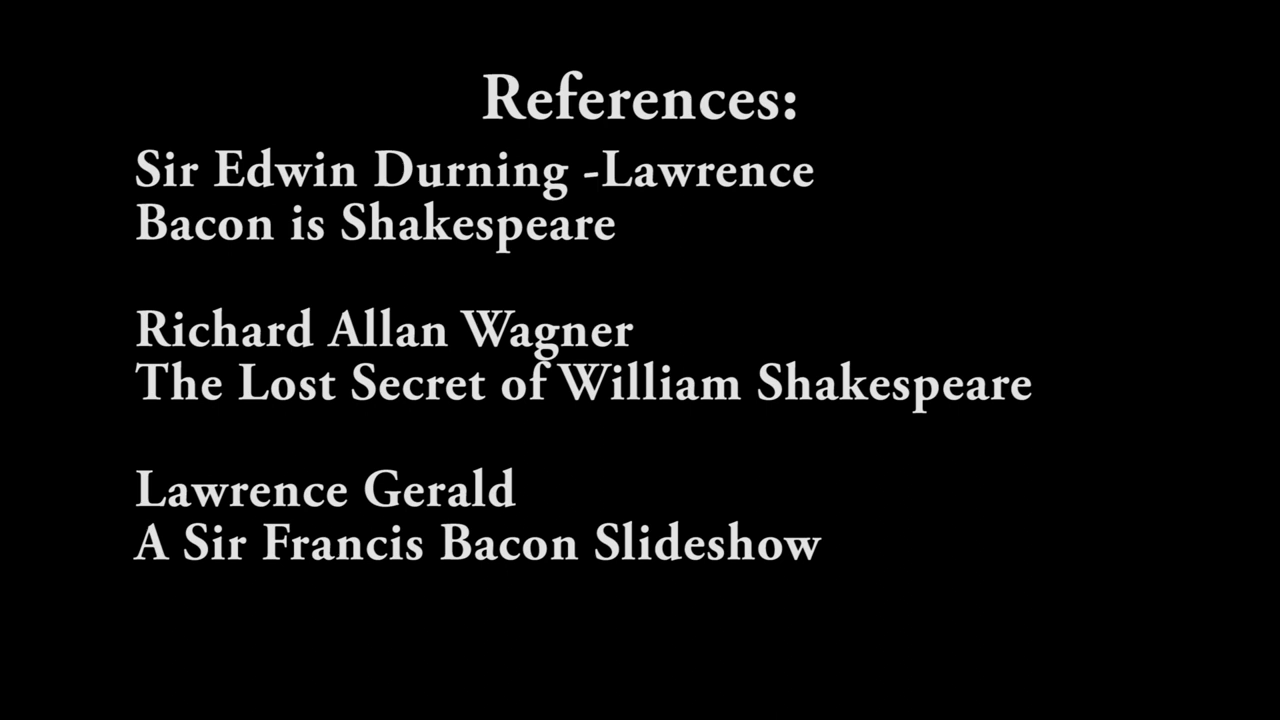 References:
Sir Edwin Durning -Lawrence
Bacon is Shakespeare
Richard Allan Wagner
The Lost Secret of William Shakespeare
Lawrence Gerald
A Sir Francis Bacon Slideshow